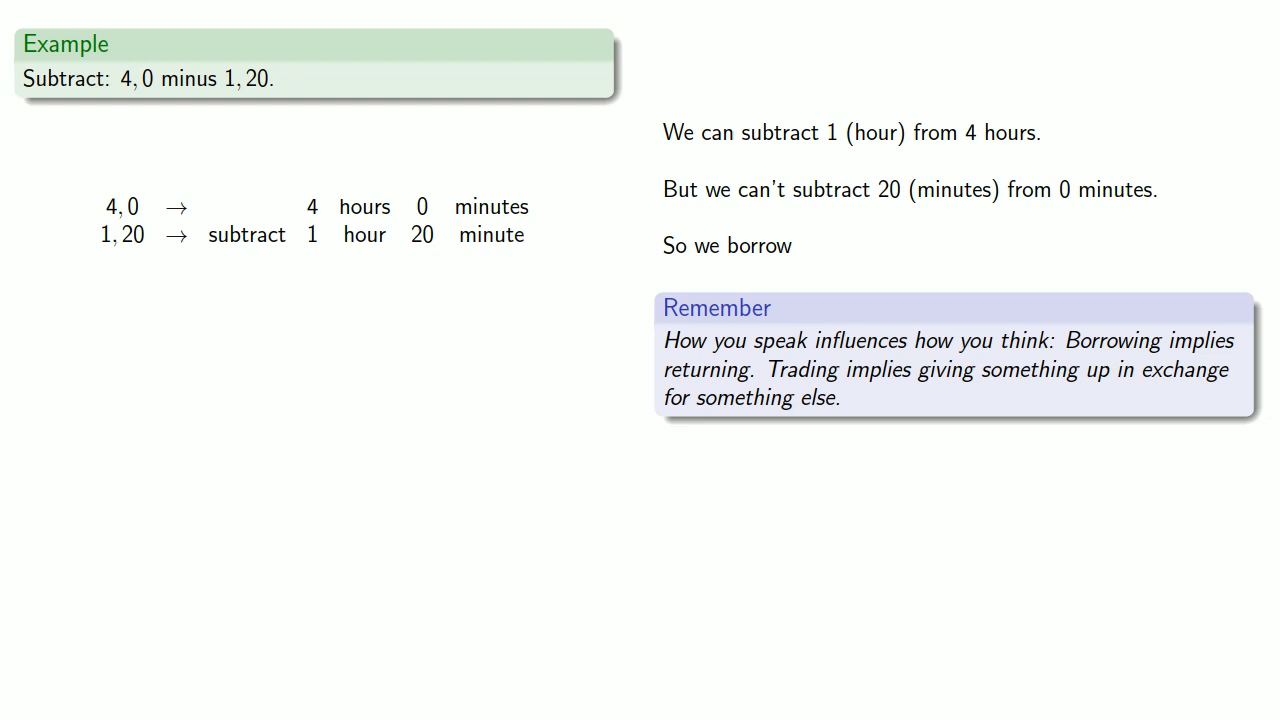 Example
Subtract: 4, 0 minus 1, 20.
4, 0 → 4 hours 0 minutes
1, 20 → subtract 1 hour 20 minute
We can subtract 1 (hour) from 4 hours.
But we can't subtract 20 (minutes) from 0 minutes.
So we borrow
Remember
How you speak influences how you think: Borrowing implies
returning. Trading implies giving something up in exchange
for something else.